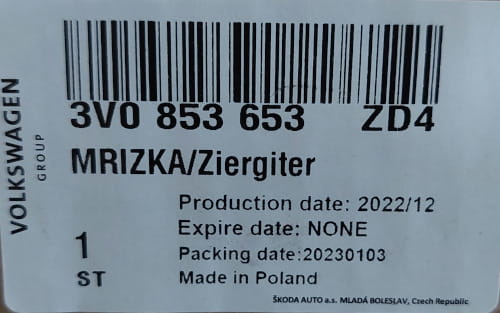 VOLKSWAGEN
GROUP
3V0 853 653 ZD4
MRIZKA/Ziergiter
Production date: 2022/12
Expire date: NONE
1
Packing date:20230103
ST
Made in Poland
ŠKODA AUTO a.s. MLADÁ BOLESLAV, Czech Republic